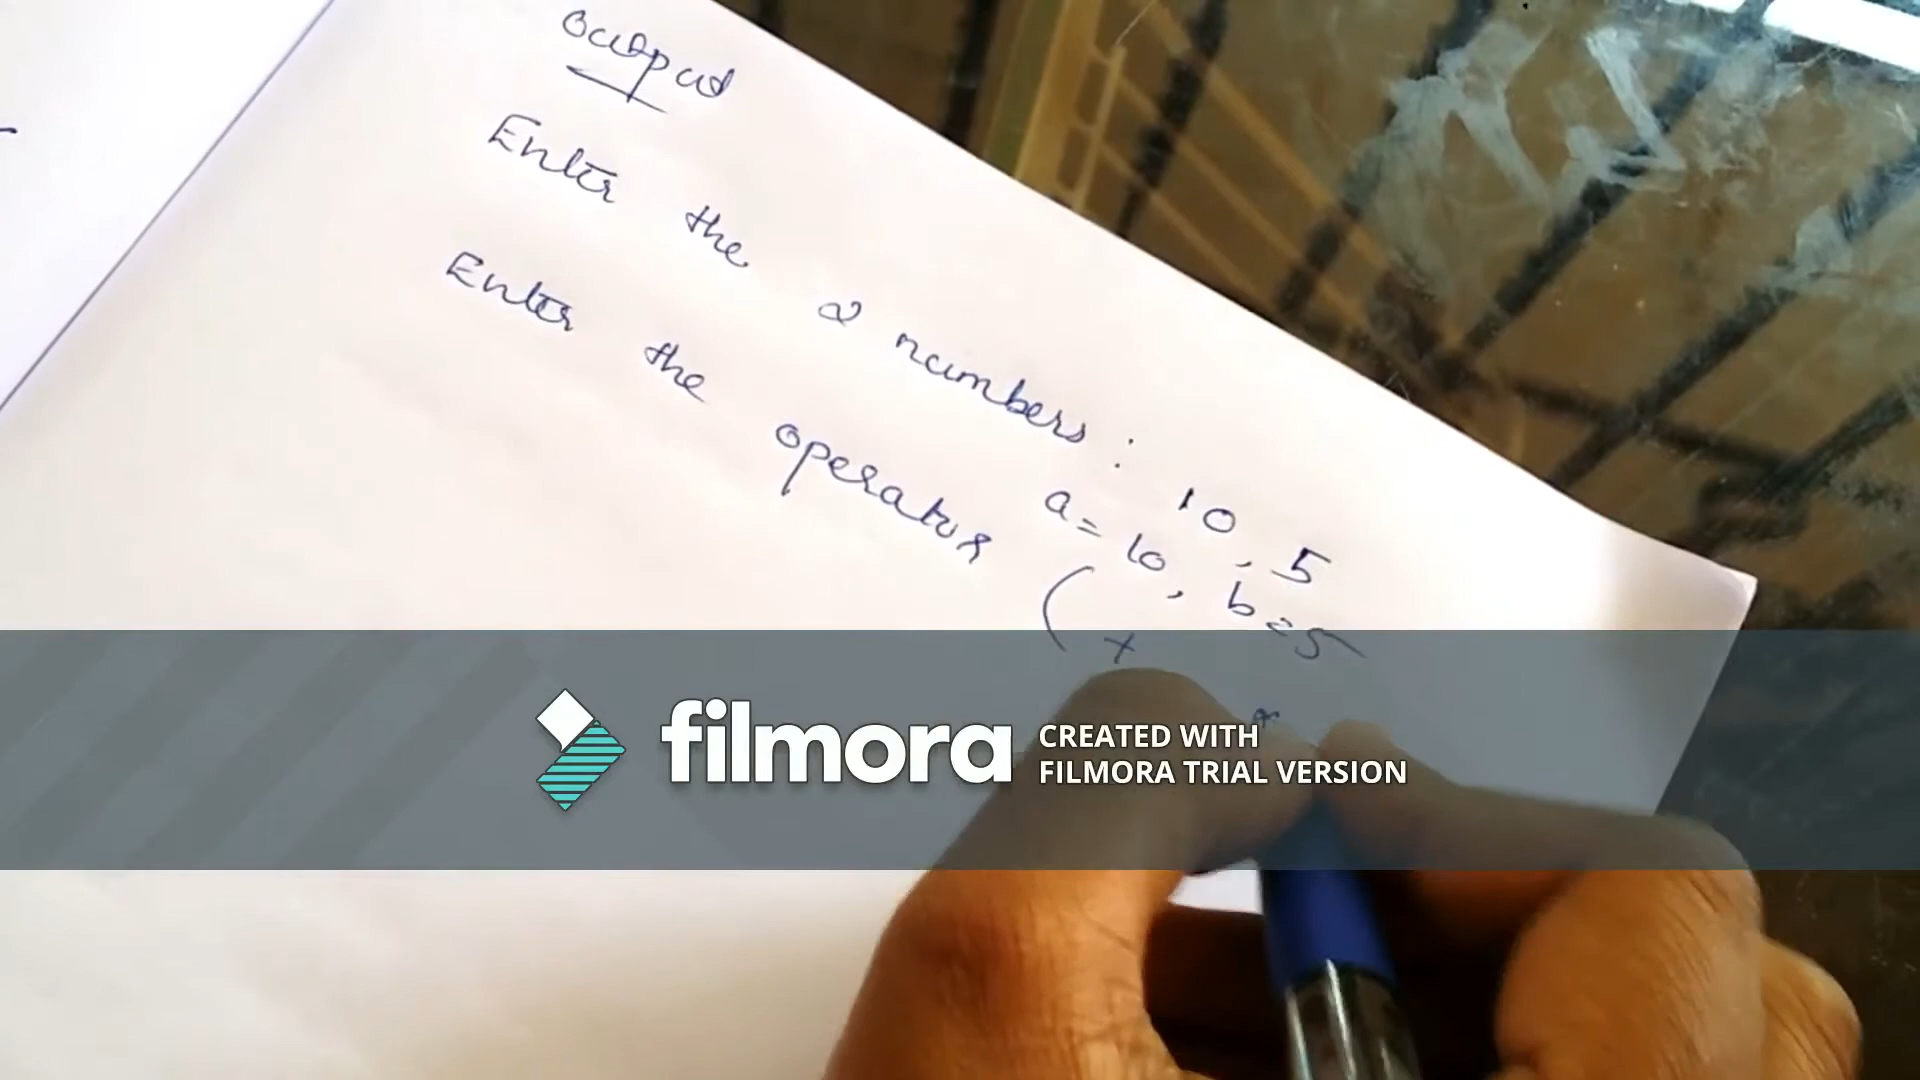 Output
Enter the 2 numbers : 10, 5
a = 10, b = 5
Enter the operator ( + *
filmora
CREATED WITH
FILMORA TRIAL VERSION